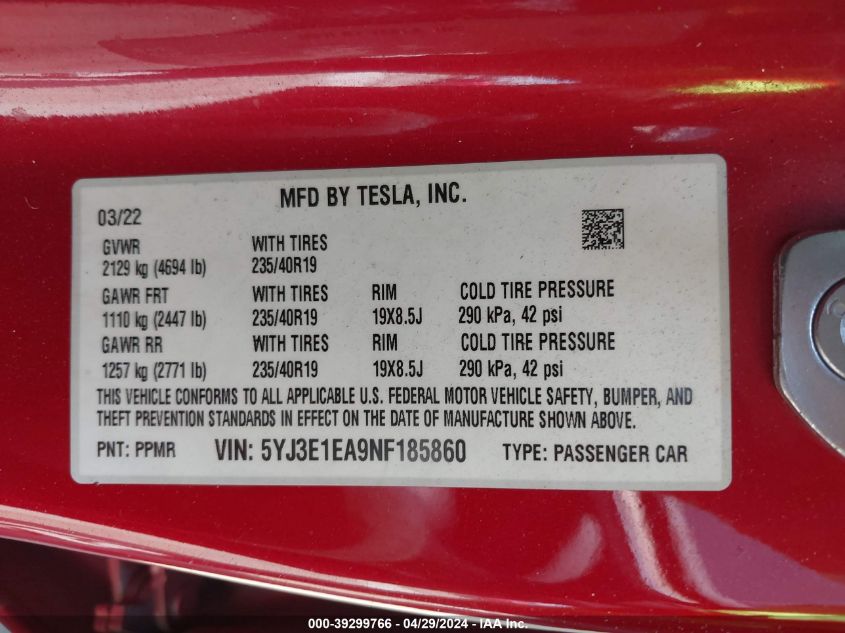 MFD BY TESLA, INC.
03/22
GVWR WITH TIRES
2129 kg (4694 lb) 235/40R19
GAWR FRT WITH TIRES RIM COLD TIRE PRESSURE
1110 kg (2447 lb) 235/40R19 19X8.5J 290 kPa, 42 psi
GAWR RR WITH TIRES RIM COLD TIRE PRESSURE
1257 kg (2771 lb) 235/40R19 19X8.5J 290 kPa, 42 psi
THIS VEHICLE CONFORMS TO ALL APPLICABLE U.S. FEDERAL MOTOR VEHICLE SAFETY, BUMPER, AND
THEFT PREVENTION STANDARDS IN EFFECT ON THE DATE OF MANUFACTURE SHOWN ABOVE.
PNT: PPMR VIN: 5YJ3E1EA9NF185860 TYPE: PASSENGER CAR
000-39299766 - 04/29/2024 - IAA Inc.